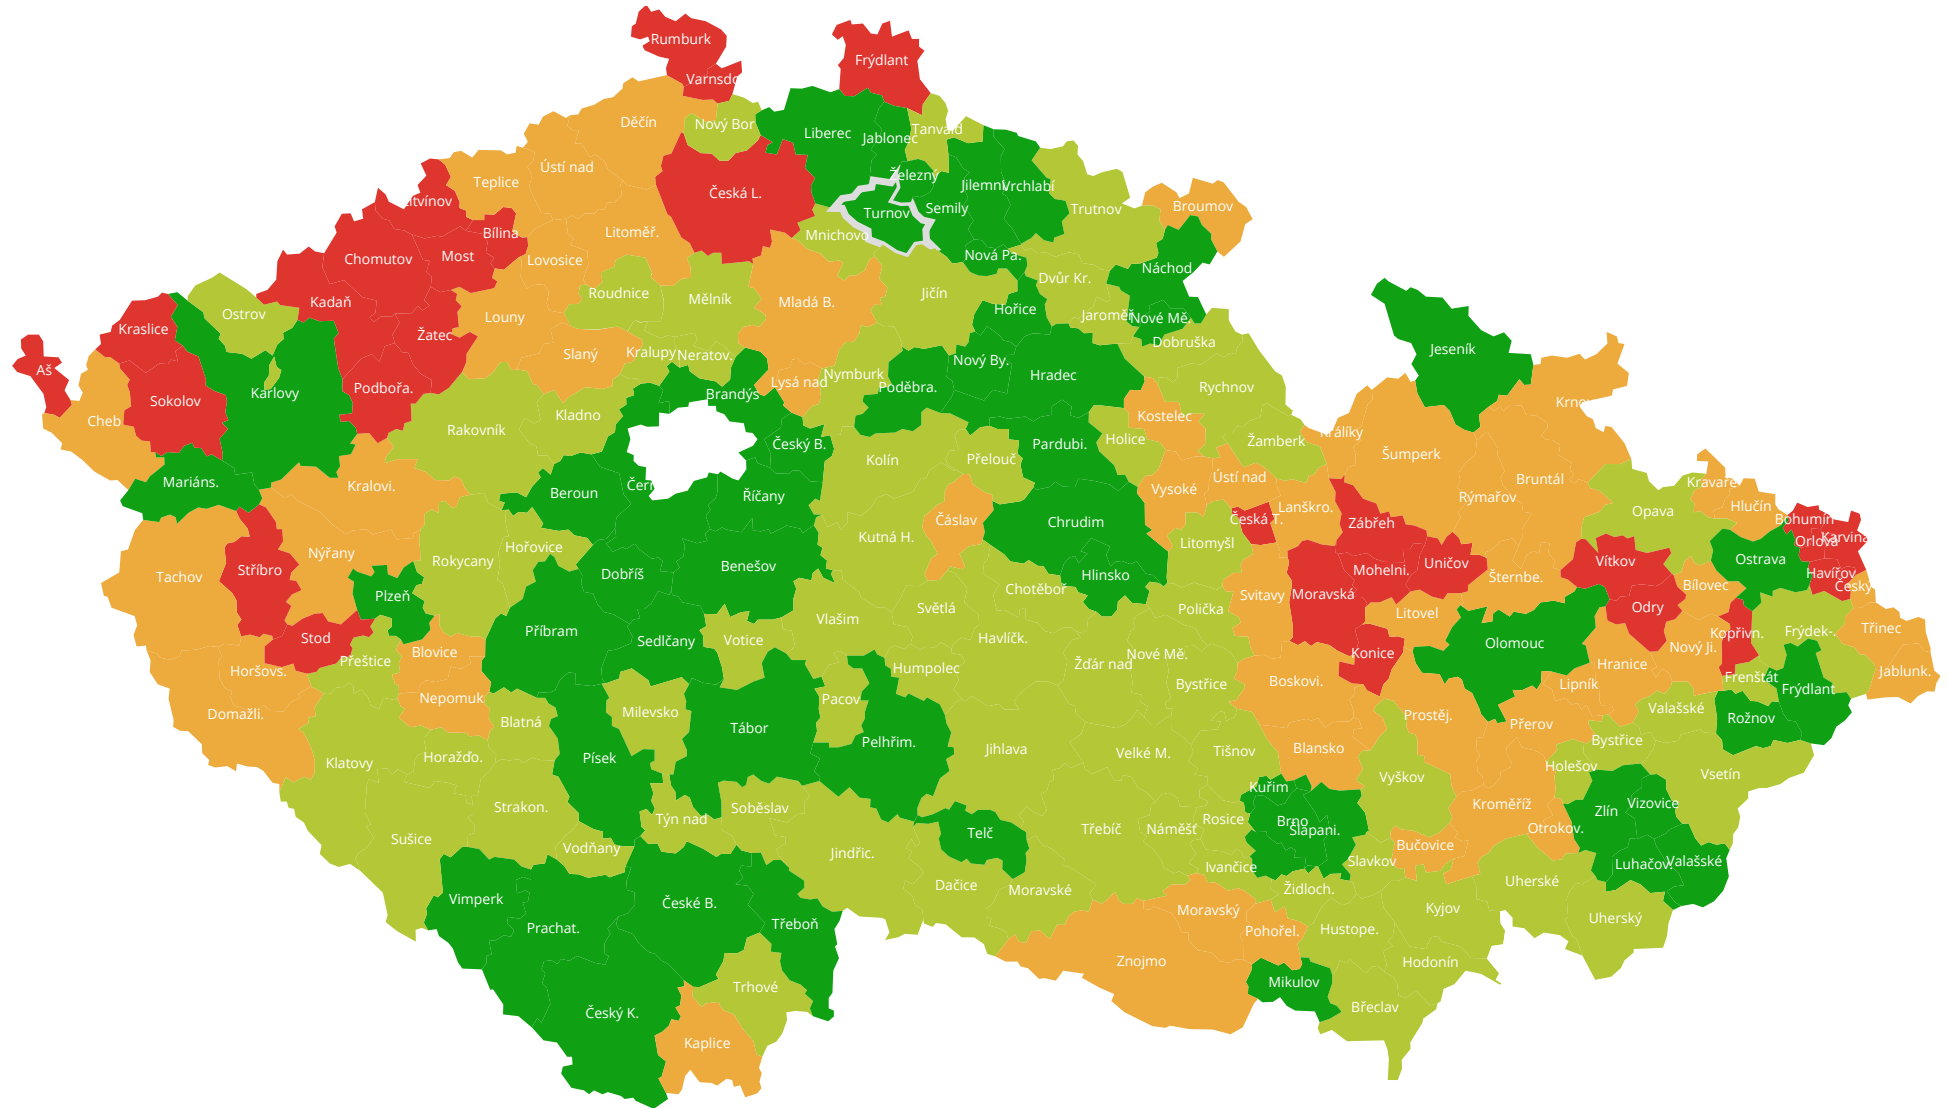 Rumburk
Frýdlant
Varnsdo
Děčín
Nový Bor
Liberec
Jablonec
Tanvald
Ústí nad
Teplice
Železný
Jilemni
Vrchlabí
Česká L.
Litvínov
Turnov
Semily
Trutnov
Broumov
Bílina
Litoměř.
Mnichovo
Most
Chomutov
Lovosice
Nová Pa.
Náchod
Dvůr Kr.
Roudnice
Mělník
Mladá B.
Jičín
Kadaň
Ostrov
Louny
Hořice
Jaroměř
Nové Mě.
Kraslice
Žatec
Dobruška
Jeseník
Slaný
Kralupy
Neratov.
Nový By.
Aš
Lysá nad
Nymburk
Poděbra.
Hradec
Rychnov
Podbořa.
Karlovy
Brandýs
Sokolov
Kladno
Kostelec
Krnov
Cheb
Rakovník
Český B.
Pardubi.
Holice
Žamberk
Králíky
Šumperk
Kolín
Přelouč
Mariáns.
Kralovi.
Beroun
Čern
Říčany
Vysoké
Ústí nad
Rýmařov
Bruntál
Kravaře
Lanškro.
Hlučín
Opava
Čáslav
Chrudim
Česká T.
Zábřeh
Bohumín
Kutná H.
Litomyšl
Orlová
Karviná
Nýřany
Hořovice
Rokycany
Stříbro
Tachov
Dobříš
Benešov
Hlinsko
Mohelni.
Uničov
Šternbe.
Vítkov
Ostrava
Havířov
Český
Plzeň
Chotěboř
Moravská
Svitavy
Bílovec
Světlá
Polička
Litovel
Odry
Vlašim
Stod
Příbram
Sedlčany
Votice
Havlíčk.
Olomouc
Kopřivn.
Frýdek-.
Třinec
Blovice
Přeštice
Nové Mě.
Konice
Nový Ji.
Horšovs.
Humpolec
Žďár nad
Hranice
Jablunk.
Nepomuk
Pacov
Bystřice
Boskovi.
Lipník
Frenštát
Frýdlant
Domažli.
Blatná
Milevsko
Prostěj.
Valašské
Rožnov
Tábor
Přerov
Pelhřim.
Bystřice
Klatovy
Horažďo.
Písek
Jihlava
Velké M.
Tišnov
Blansko
Holešov
Vyškov
Vsetín
Kuřim
Strakon.
Soběslav
Kroměříž
Vizovice
Zlín
Týn nad
Rosice
Brno
Šlapani.
Otrokov.
Sušice
Telč
Třebíč
Náměšť
Vodňany
Jindřic.
Bučovice
Slavkov
Luhačov.
Valašské
Ivančice
Dačice
Moravské
Židloch.
Uherské
Vimperk
České B.
Moravský
Kyjov
Uherský
Prachat.
Třeboň
Pohořel.
Hustope.
Znojmo
Hodonín
Trhové
Mikulov
Český K.
Břeclav
Kaplice